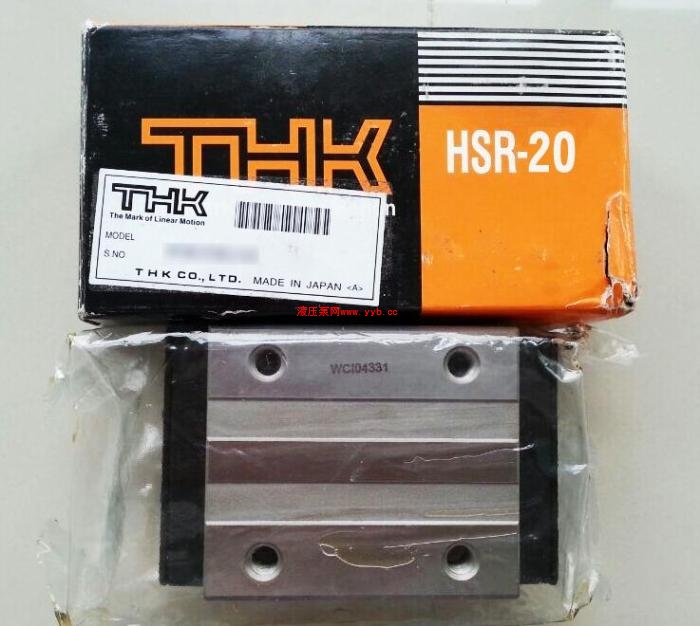 THK
HSR-20
THK
The Mark of Linear Motion
MODEL
S.NO
THK CO., LTD. MADE IN JAPAN <A>
液压泵网www.yyb.cc
WCI04331